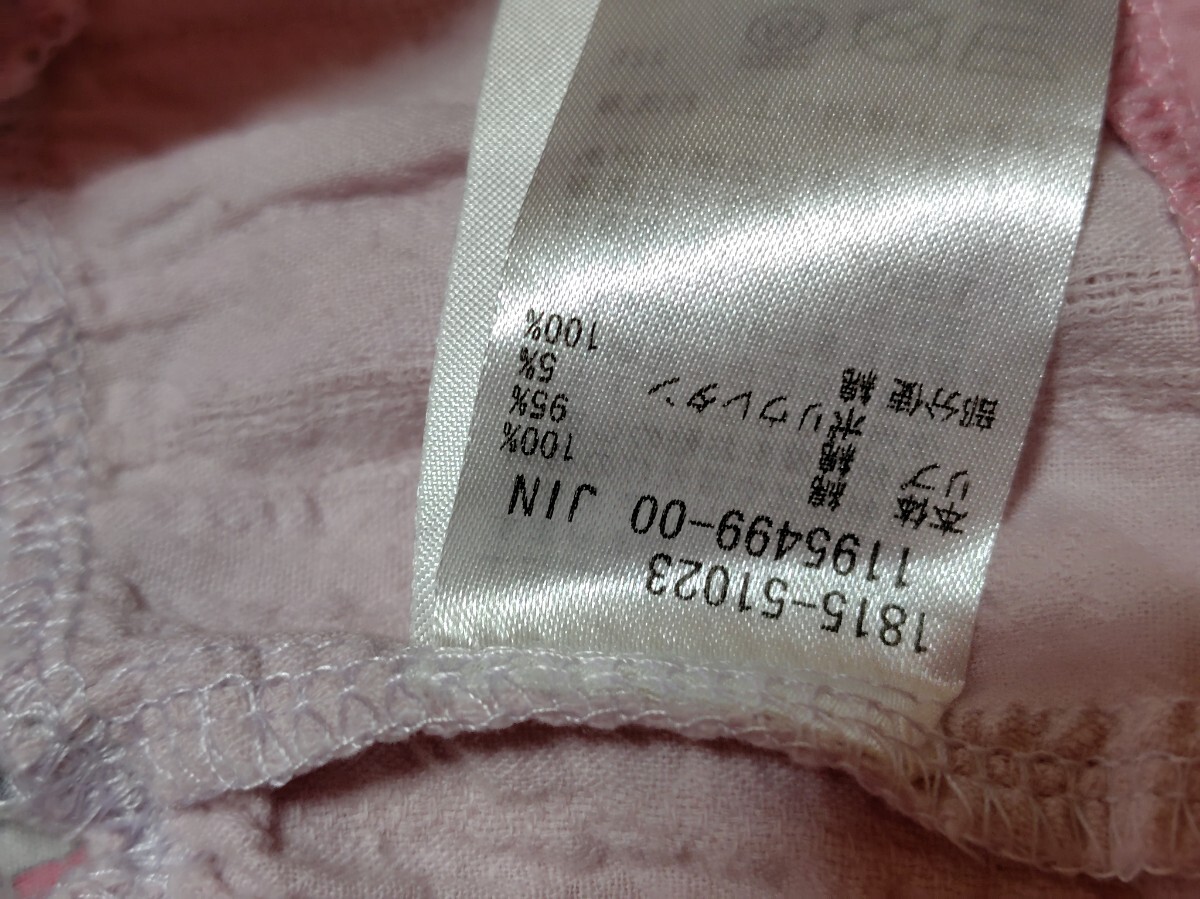 1815-51023
1195499-00 JIN
本体 綿 100%
リブ 綿 95%
ポリウレタン 5%
部分使 綿 100%